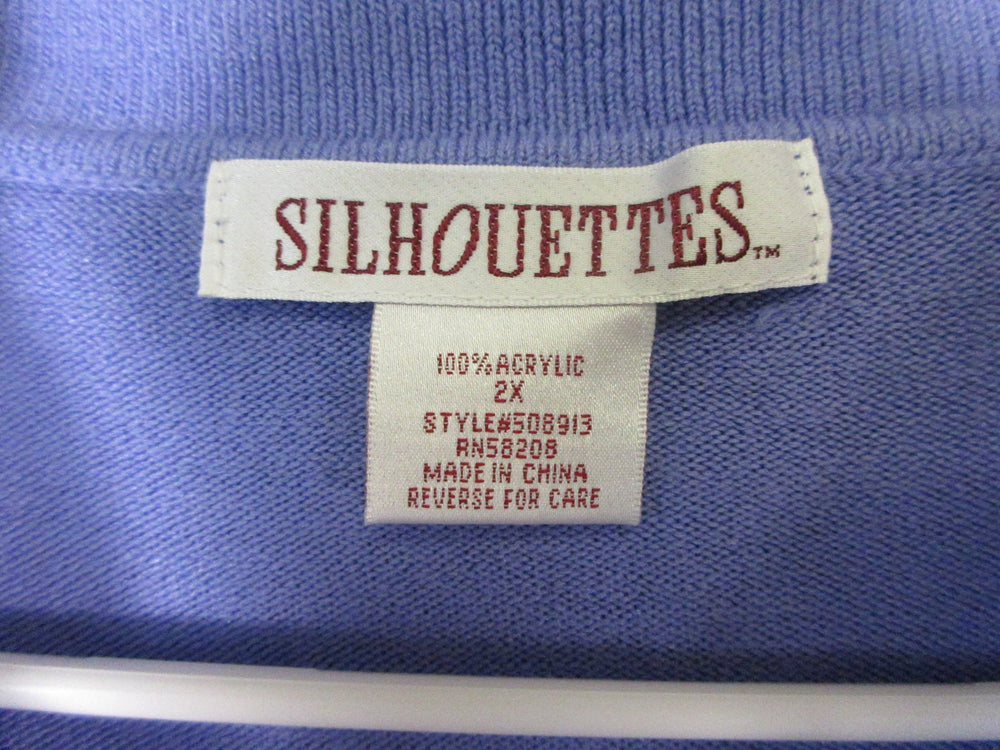 SILHOUETTES™
100% ACRYLIC
2X
STYLE#508913
RN58208
MADE IN CHINA
REVERSE FOR CARE